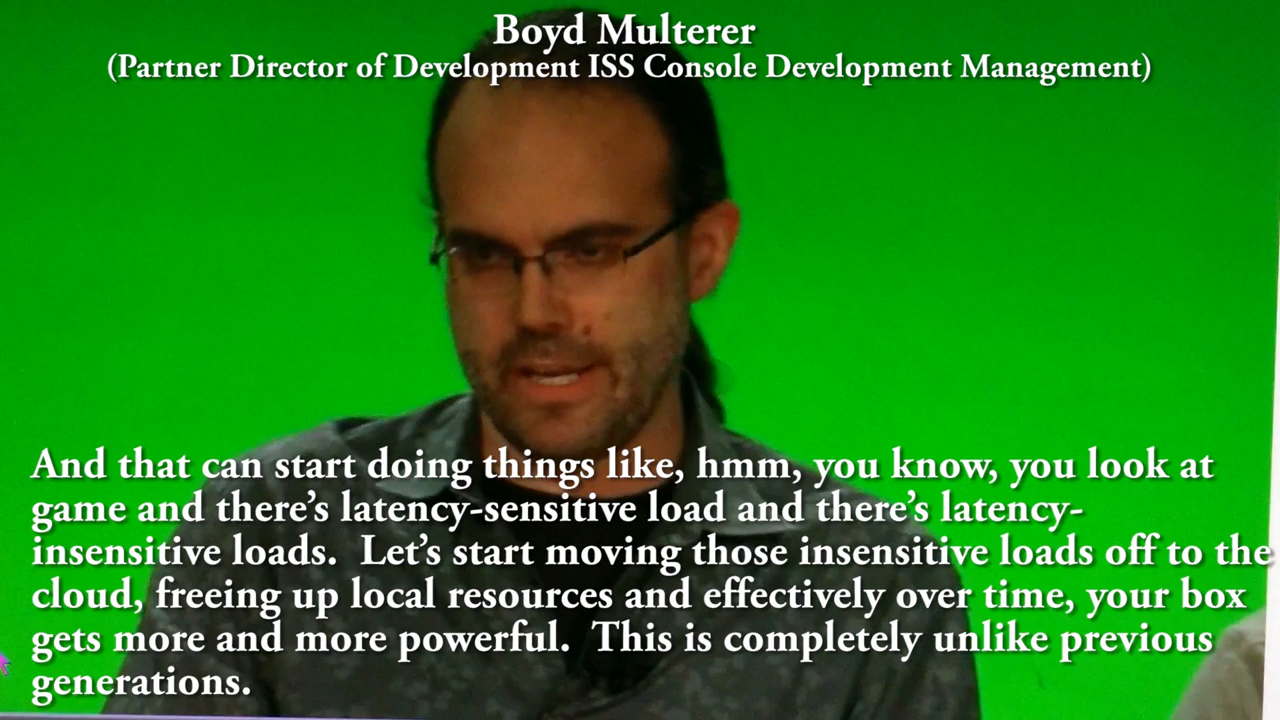 Boyd Multerer
(Partner Director of Development ISS Console Development Management)
And that can start doing things like, hmm, you know, you look at
game and there's latency-sensitive load and there's latency-
insensitive loads.  Let's start moving those insensitive loads off to the
cloud, freeing up local resources and effectively over time, your box
gets more and more powerful.  This is completely unlike previous
generations.